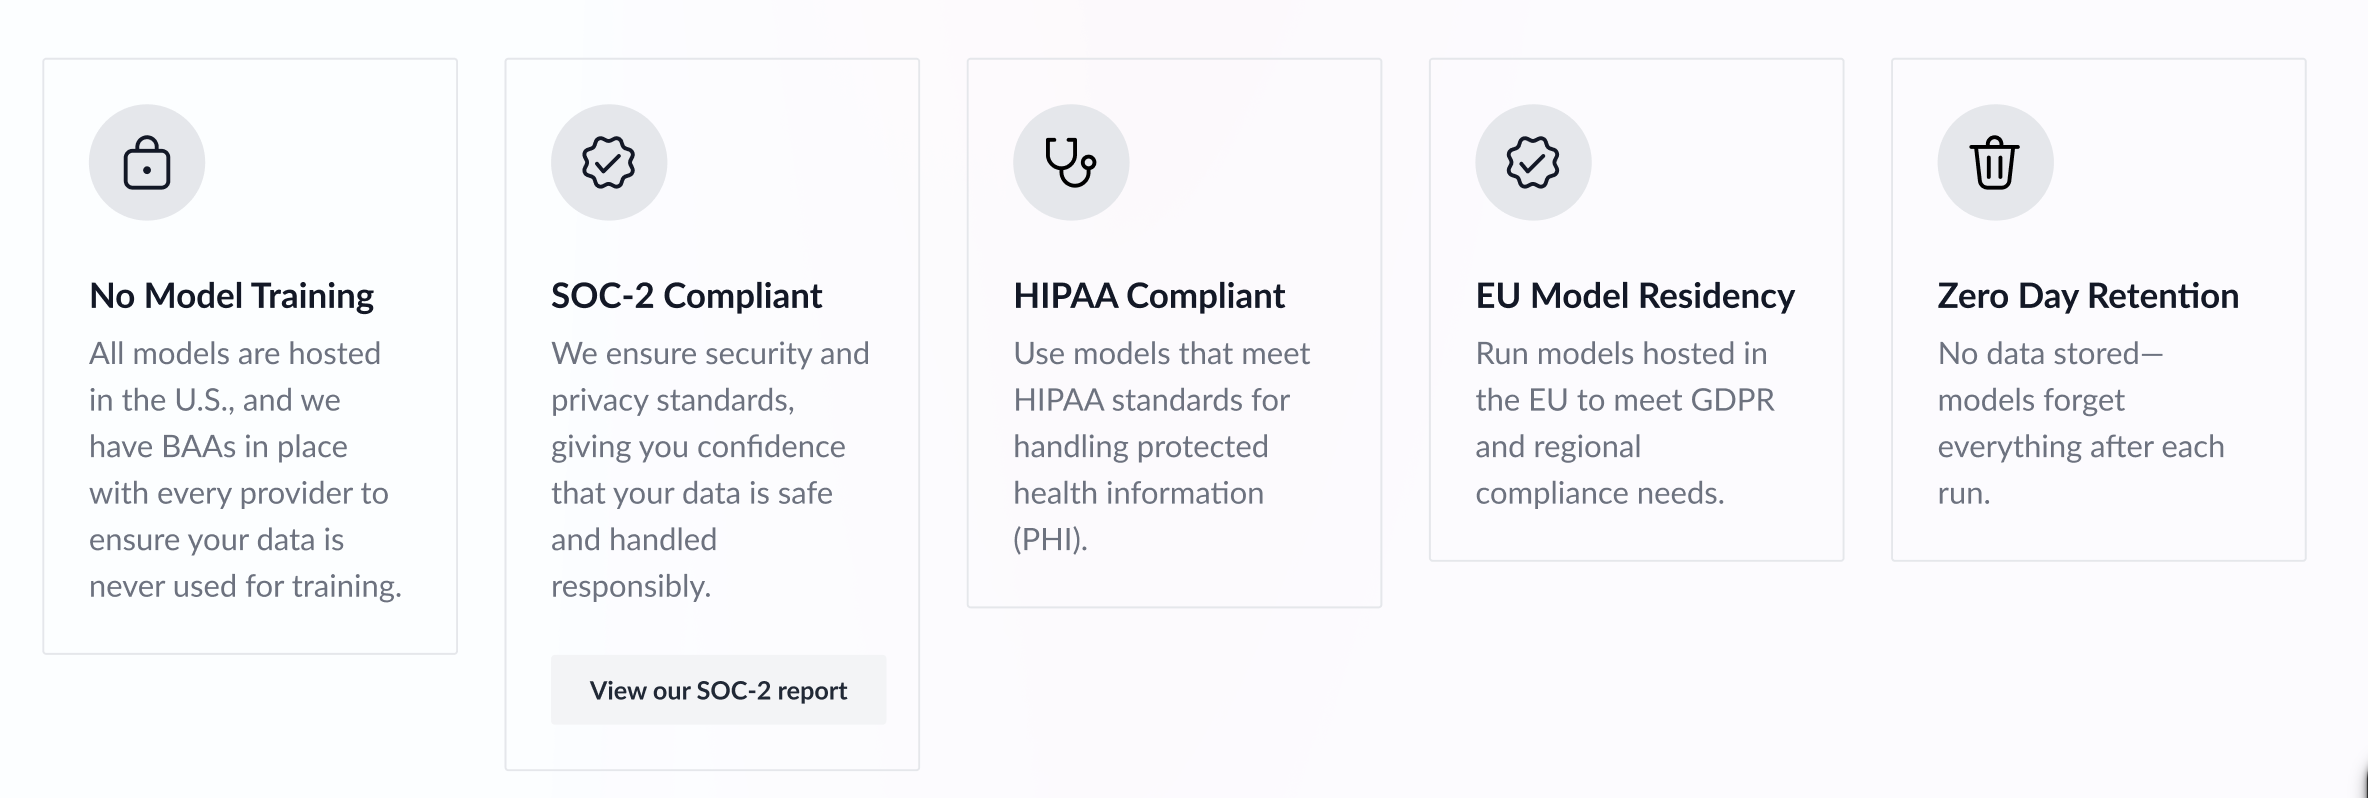 No Model Training
All models are hosted
in the U.S., and we
have BAAs in place
with every provider to
ensure your data is
never used for training.
SOC-2 Compliant
We ensure security and
privacy standards,
giving you confidence
that your data is safe
and handled
responsibly.
View our SOC-2 report
HIPAA Compliant
Use models that meet
HIPAA standards for
handling protected
health information
(PHI).
EU Model Residency
Run models hosted in
the EU to meet GDPR
and regional
compliance needs.
Zero Day Retention
No data stored—
models forget
everything after each
run.